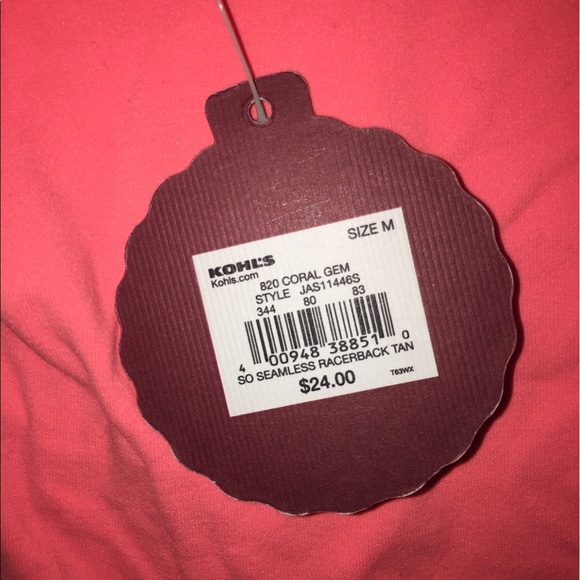 SIZE M
KOHL'S
Kohls.com
820 CORAL GEM
STYLE JAS11446S
344 80 83
4 00948 38851 0
SO SEAMLESS RACERBACK TAN
$24.00
T63WX